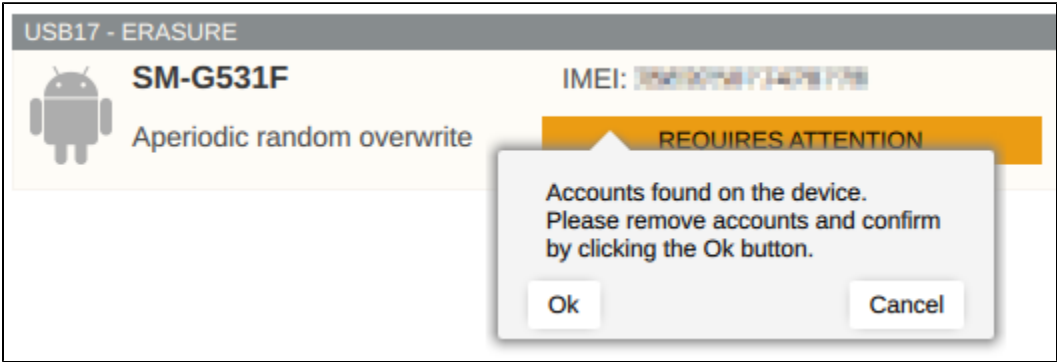 USB17 - ERASURE
SM-G531F
IMEI:
Aperiodic random overwrite
REQUIRES ATTENTION
Accounts found on the device.
Please remove accounts and confirm
by clicking the Ok button.
Ok
Cancel